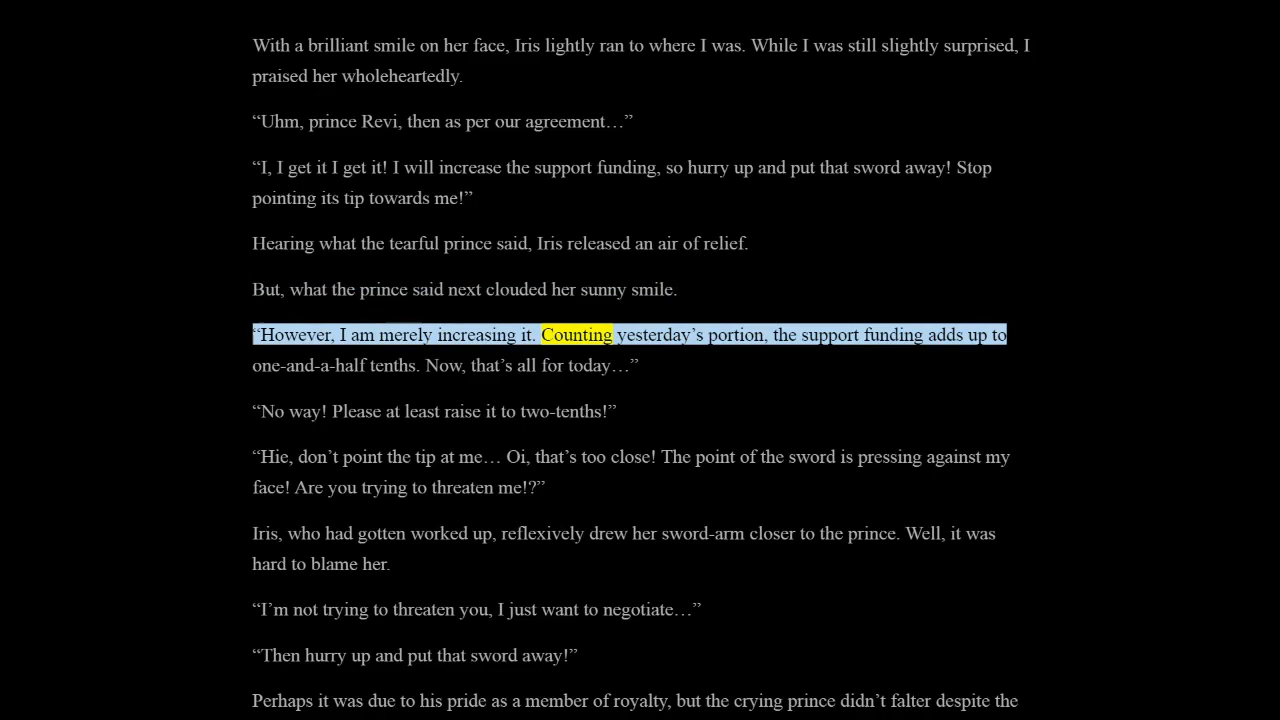 With a brilliant smile on her face, Iris lightly ran to where I was. While I was still slightly surprised, I
praised her wholeheartedly.
“Uhm, prince Revi, then as per our agreement…”
“I, I get it I get it! I will increase the support funding, so hurry up and put that sword away! Stop
pointing its tip towards me!”
Hearing what the tearful prince said, Iris released an air of relief.
But, what the prince said next clouded her sunny smile.
“However, I am merely increasing it. Counting yesterday’s portion, the support funding adds up to
one-and-a-half tenths. Now, that’s all for today…”
“No way! Please at least raise it to two-tenths!”
“Hie, don’t point the tip at me… Oi, that’s too close! The point of the sword is pressing against my
face! Are you trying to threaten me!?”
Iris, who had gotten worked up, reflexively drew her sword-arm closer to the prince. Well, it was
hard to blame her.
“I’m not trying to threaten you, I just want to negotiate…”
“Then hurry up and put that sword away!”
Perhaps it was due to his pride as a member of royalty, but the crying prince didn’t falter despite the